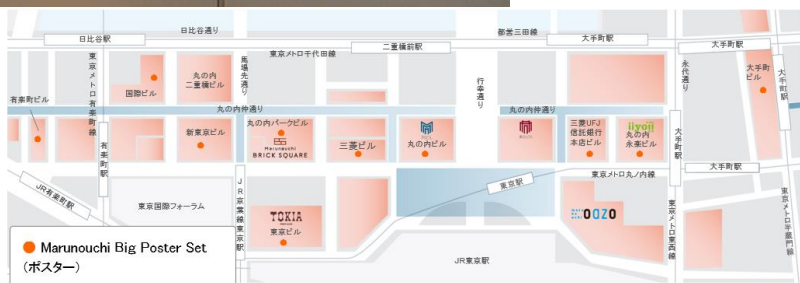 日比谷通り
日比谷駅
東京メトロ千代田線
二重橋前駅
都営三田線
大手町駅
大手町駅
東京メトロ有楽町線
国際ビル
丸の内
二重橋ビル
馬場先通り
行幸通り
永代通り
大手町
ビル
大手町駅
有楽町ビル
丸の内仲通り
丸の内仲通り
有楽町駅
新東京ビル
丸の内パークビル
Marunouchi
BRICK SQUARE
三菱ビル
丸の内ビル
三菱UFJ
信託銀行
本店ビル
iiyo!!
丸の内
永楽ビル
大手町駅
大手町駅
JR有楽町駅
東京国際フォーラム
JR京葉線東京駅
TOKIA
東京ビル
東京駅
東京メトロ丸ノ内線
OAZO
東京メトロ東西線
東京メトロ半蔵門線
JR東京駅
Marunouchi Big Poster Set
(ポスター)